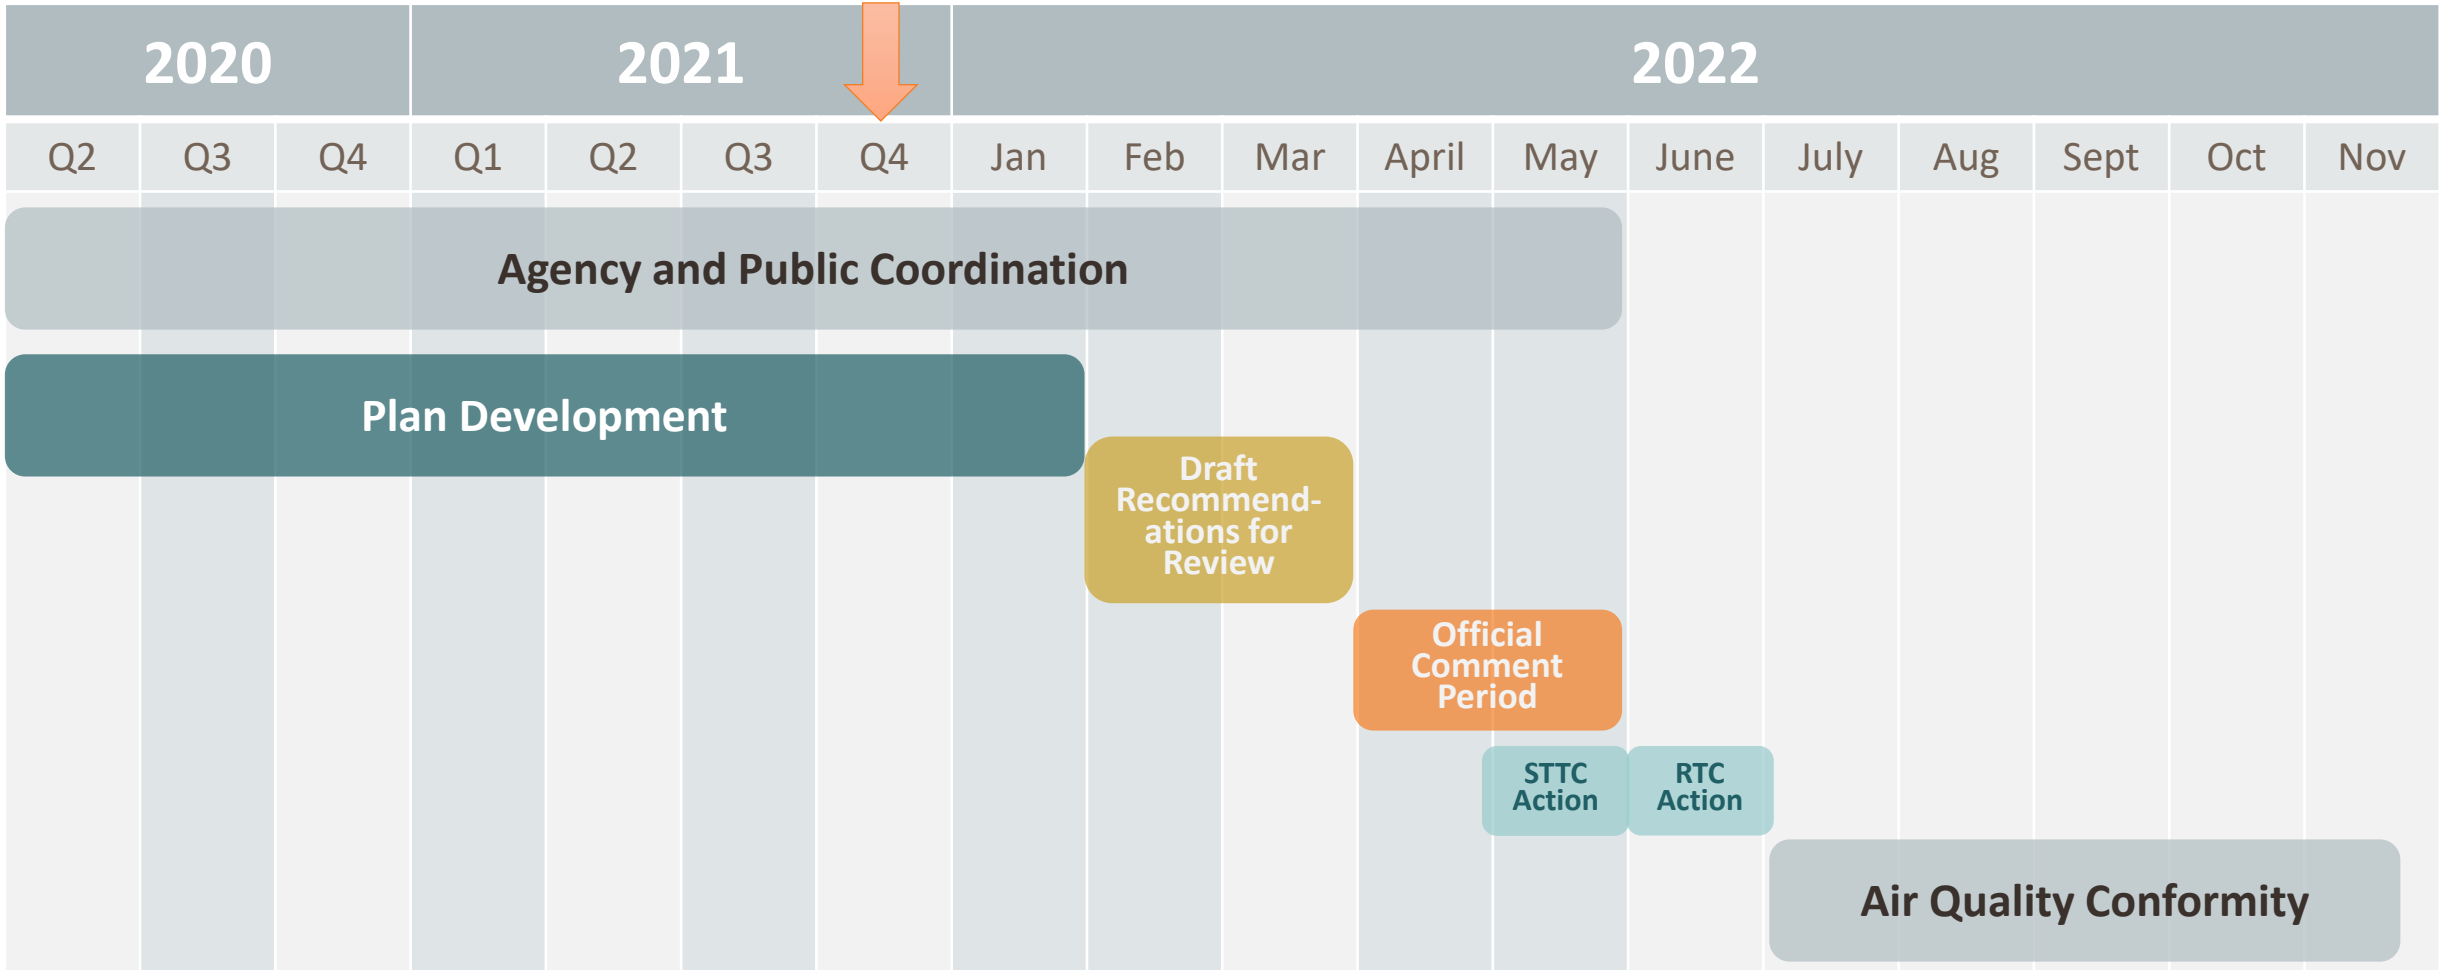 2020 2021 2022
Q2 Q3 Q4 Q1 Q2 Q3 Q4 Jan Feb Mar April May June July Aug Sept Oct Nov
Agency and Public Coordination
Plan Development
Draft
Recommend-
ations for
Review
Official
Comment
Period
STTC
Action
RTC
Action
Air Quality Conformity